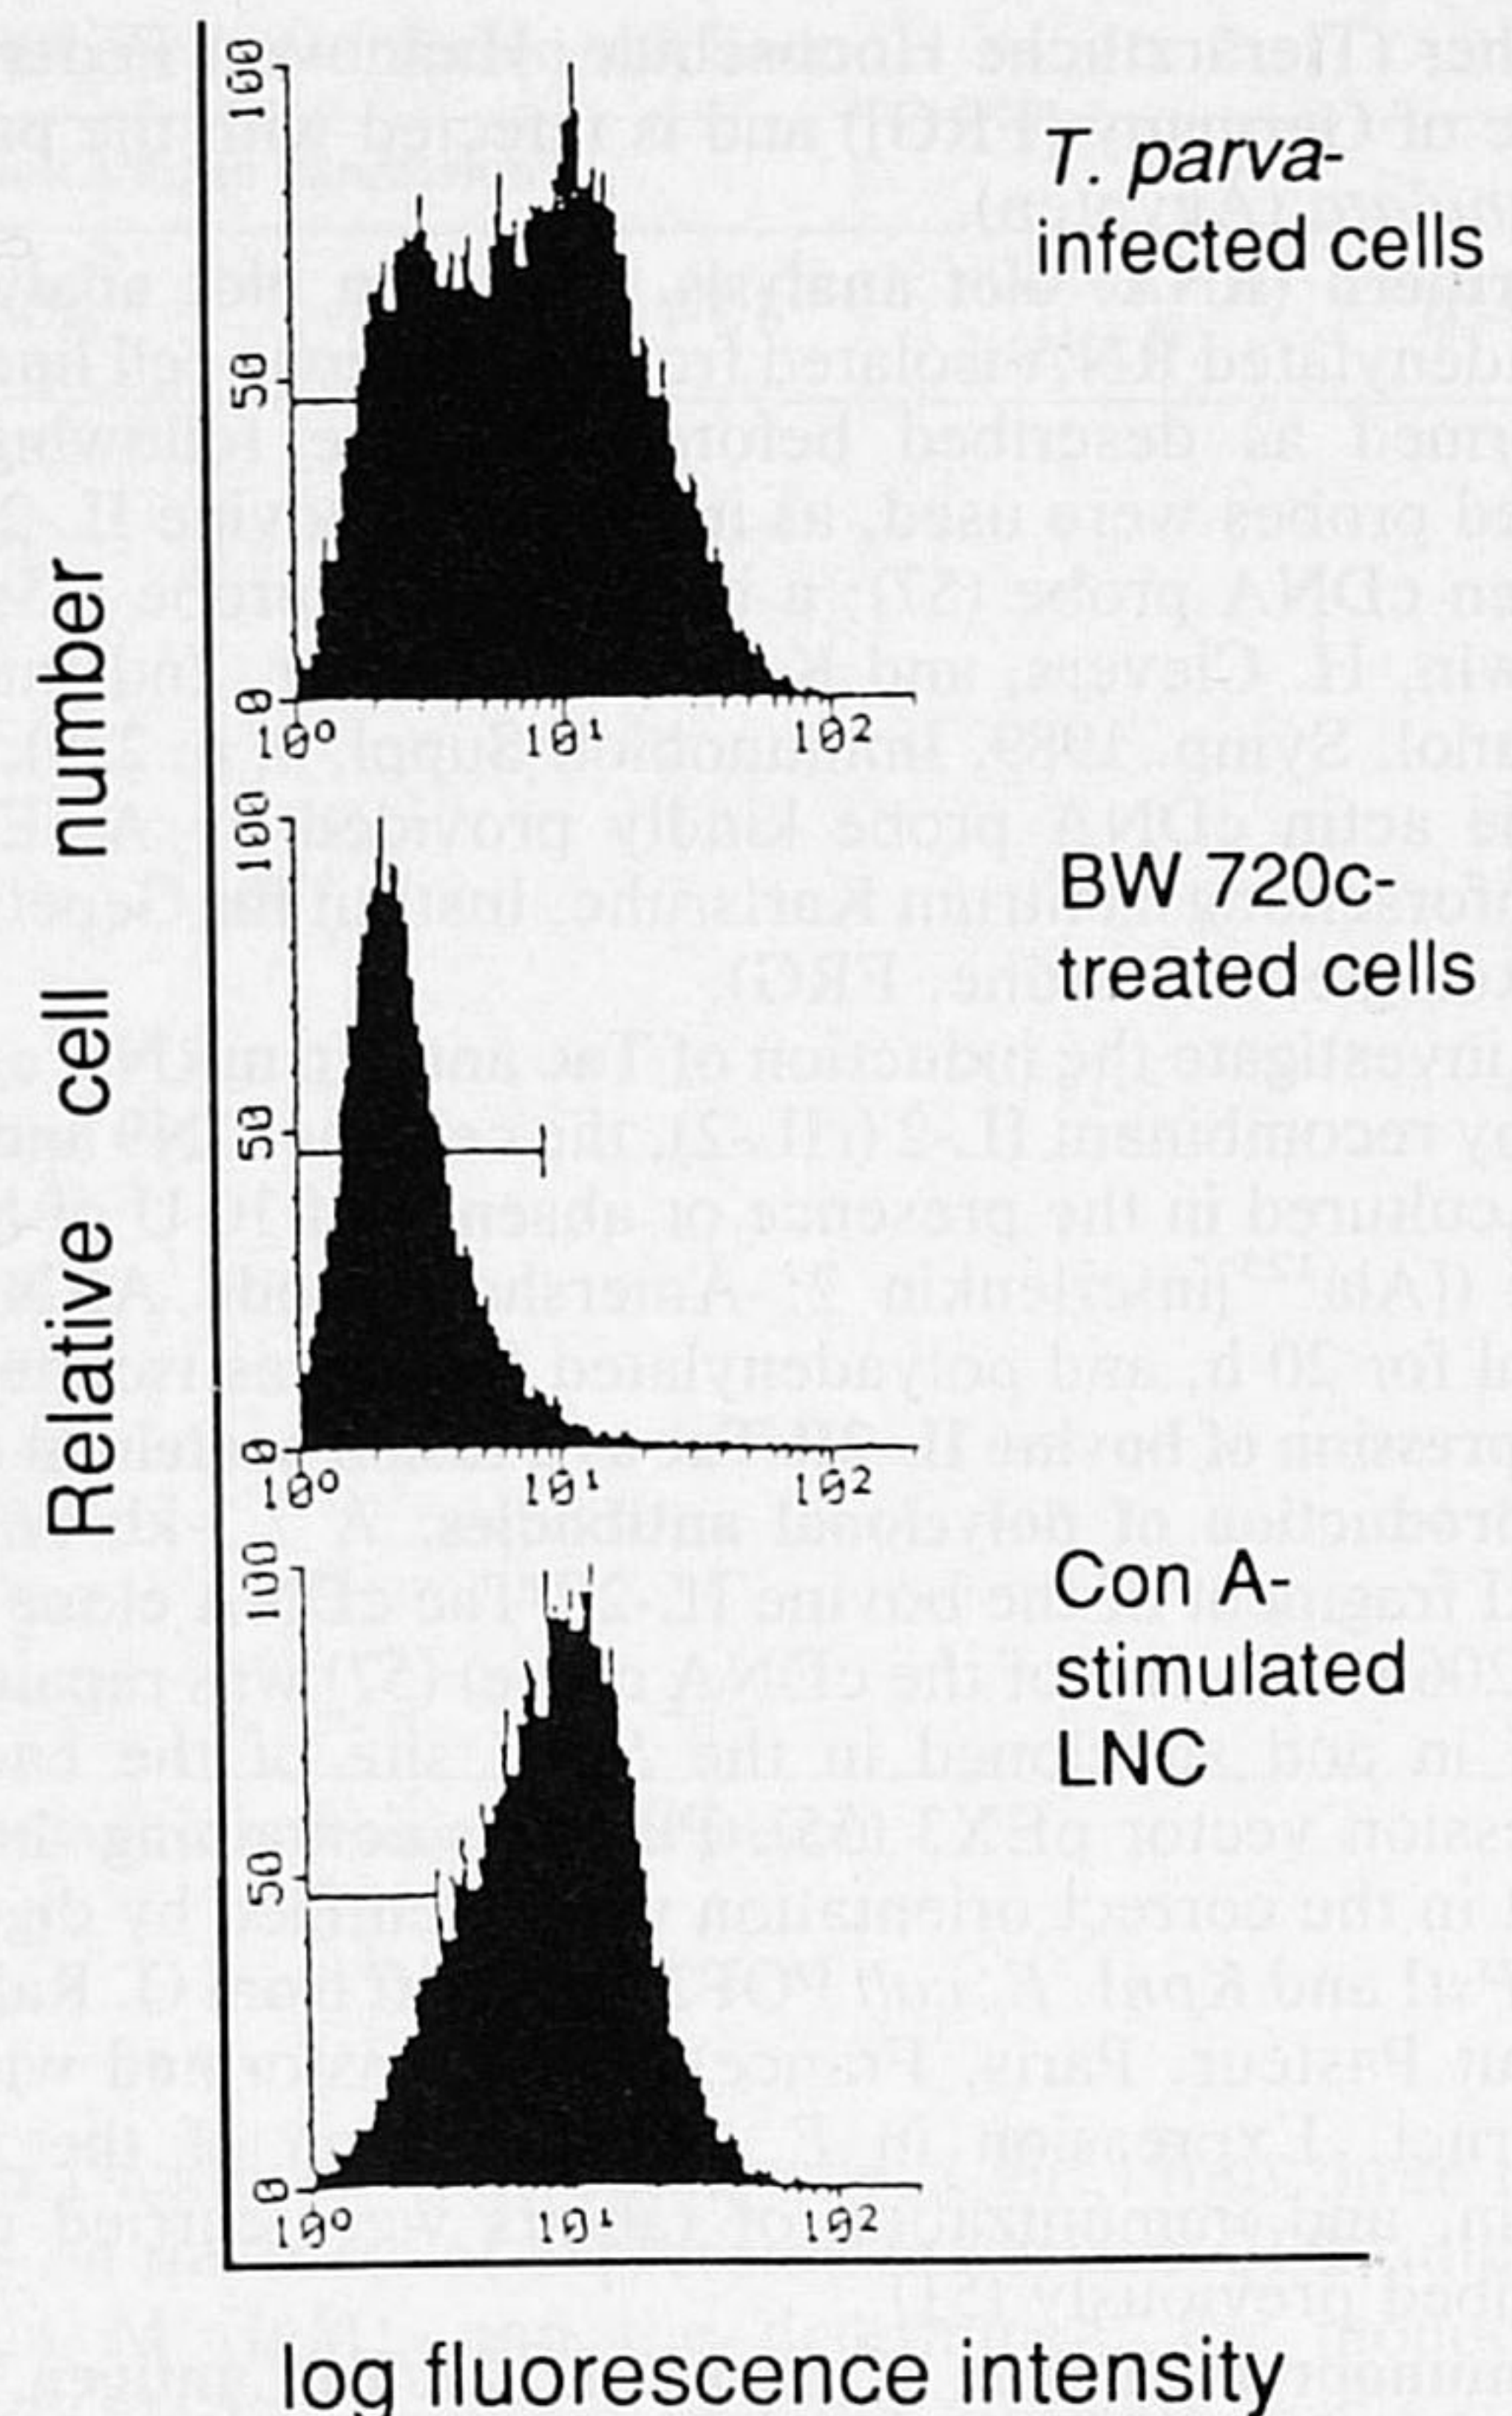 100
50
0
10⁰ 10¹ 10²
T. parva-
infected cells
100
50
0
10⁰ 10¹ 10²
BW 720c-
treated cells
100
50
0
10⁰ 10¹ 10²
Con A-
stimulated
LNC
Relative cell number
log fluorescence intensity